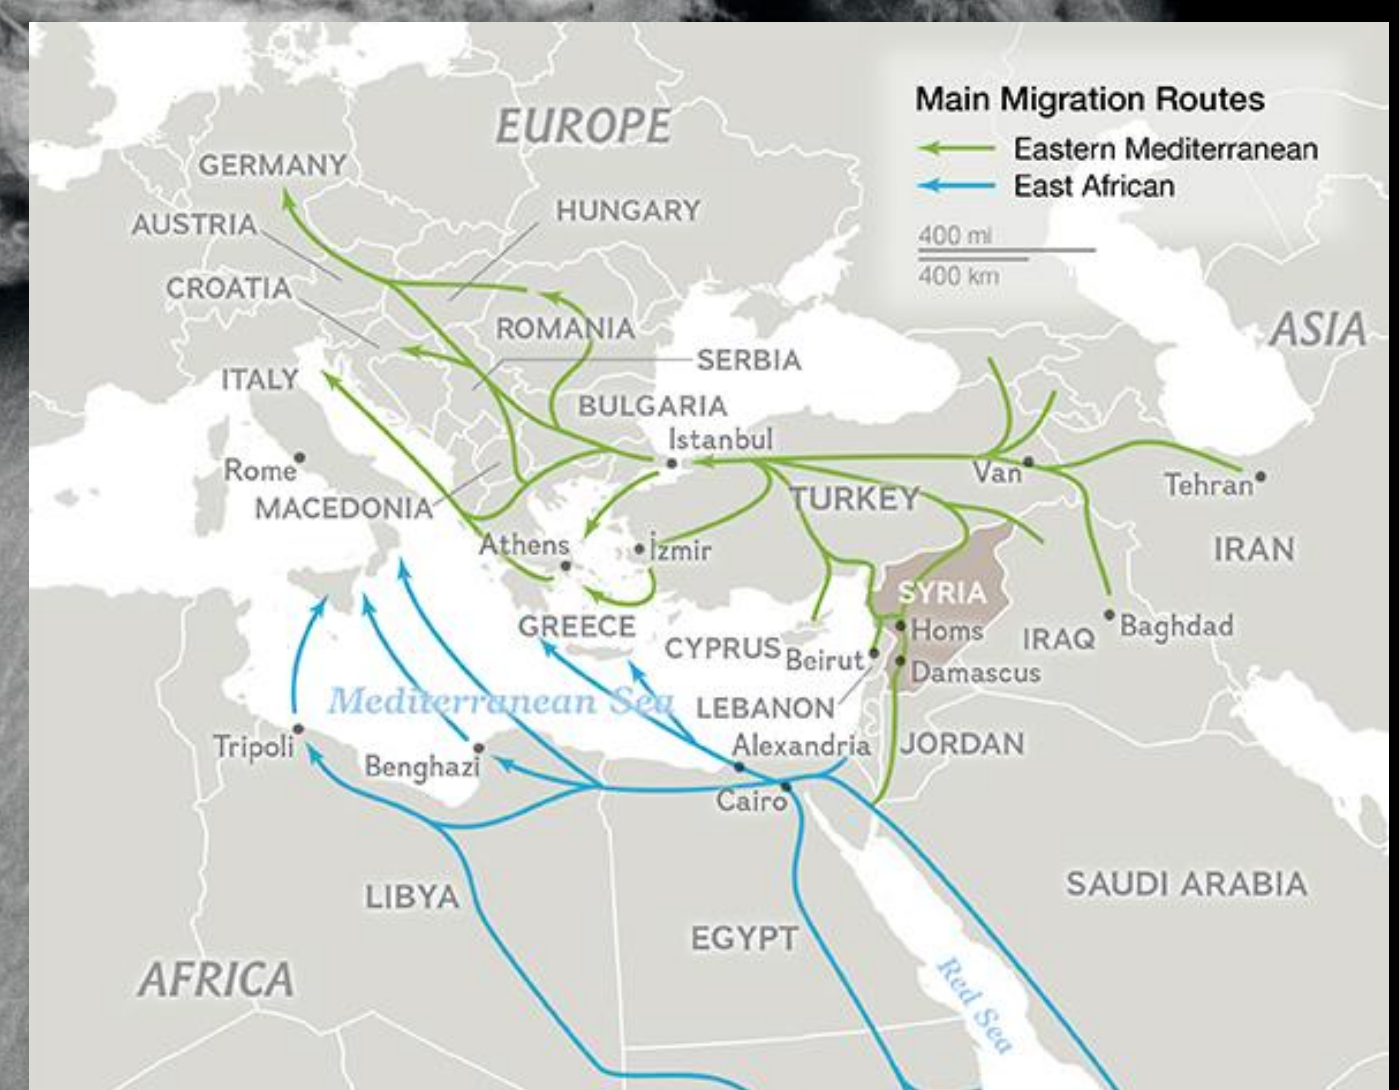 EUROPE
Main Migration Routes
Eastern Mediterranean
East African
400 mi
400 km
GERMANY
AUSTRIA
HUNGARY
CROATIA
ROMANIA
ASIA
SERBIA
ITALY
BULGARIA
Istanbul
Rome
Van
Tehran
MACEDONIA
TURKEY
Athens
İzmir
IRAN
SYRIA
GREECE
Homs
IRAQ
Baghdad
CYPRUS
Beirut
Damascus
Mediterranean Sea
LEBANON
Tripoli
Benghazi
Alexandria
JORDAN
Cairo
LIBYA
SAUDI ARABIA
EGYPT
AFRICA
Red Sea